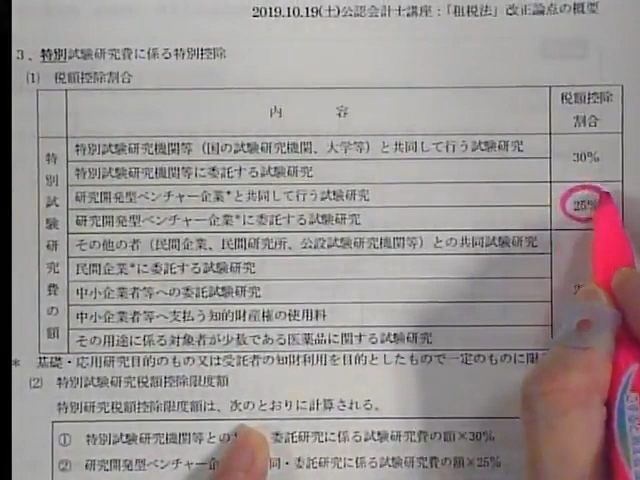 2019.10.19(土)公認会計士講座：「租税法」改正論点の概要
3、特別試験研究費に係る特別控除
(1) 税額控除割合
内 容
税額控除
割合
特別試験研究費の額
特別試験研究機関等（国の試験研究機関、大学等）と共同して行う試験研究
特別試験研究機関等に委託する試験研究
30%
研究開発型ベンチャー企業*と共同して行う試験研究
研究開発型ベンチャー企業*に委託する試験研究
25%
その他の者（民間企業、民間研究所、公設試験研究機関等）との共同試験研究
民間企業*に委託する試験研究
中小企業者等への委託試験研究
中小企業者等へ支払う知的財産権の使用料
その用途に係る対象者が少数である医薬品に関する試験研究
* 基礎・応用研究目的のもの又は受託者の知財利用を目的としたもので一定のものに限
(2) 特別試験研究税額控除限度額
特別研究税額控除限度額は、次のとおりに計算される。
① 特別試験研究機関等との 委託研究に係る試験研究費の額×30%
② 研究開発型ベンチャー企 同・委託研究に係る試験研究費の額×25%